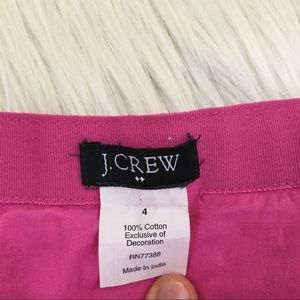 J.CREW
4
100% Cotton
Exclusive of
Decoration
RN77388
Made In India